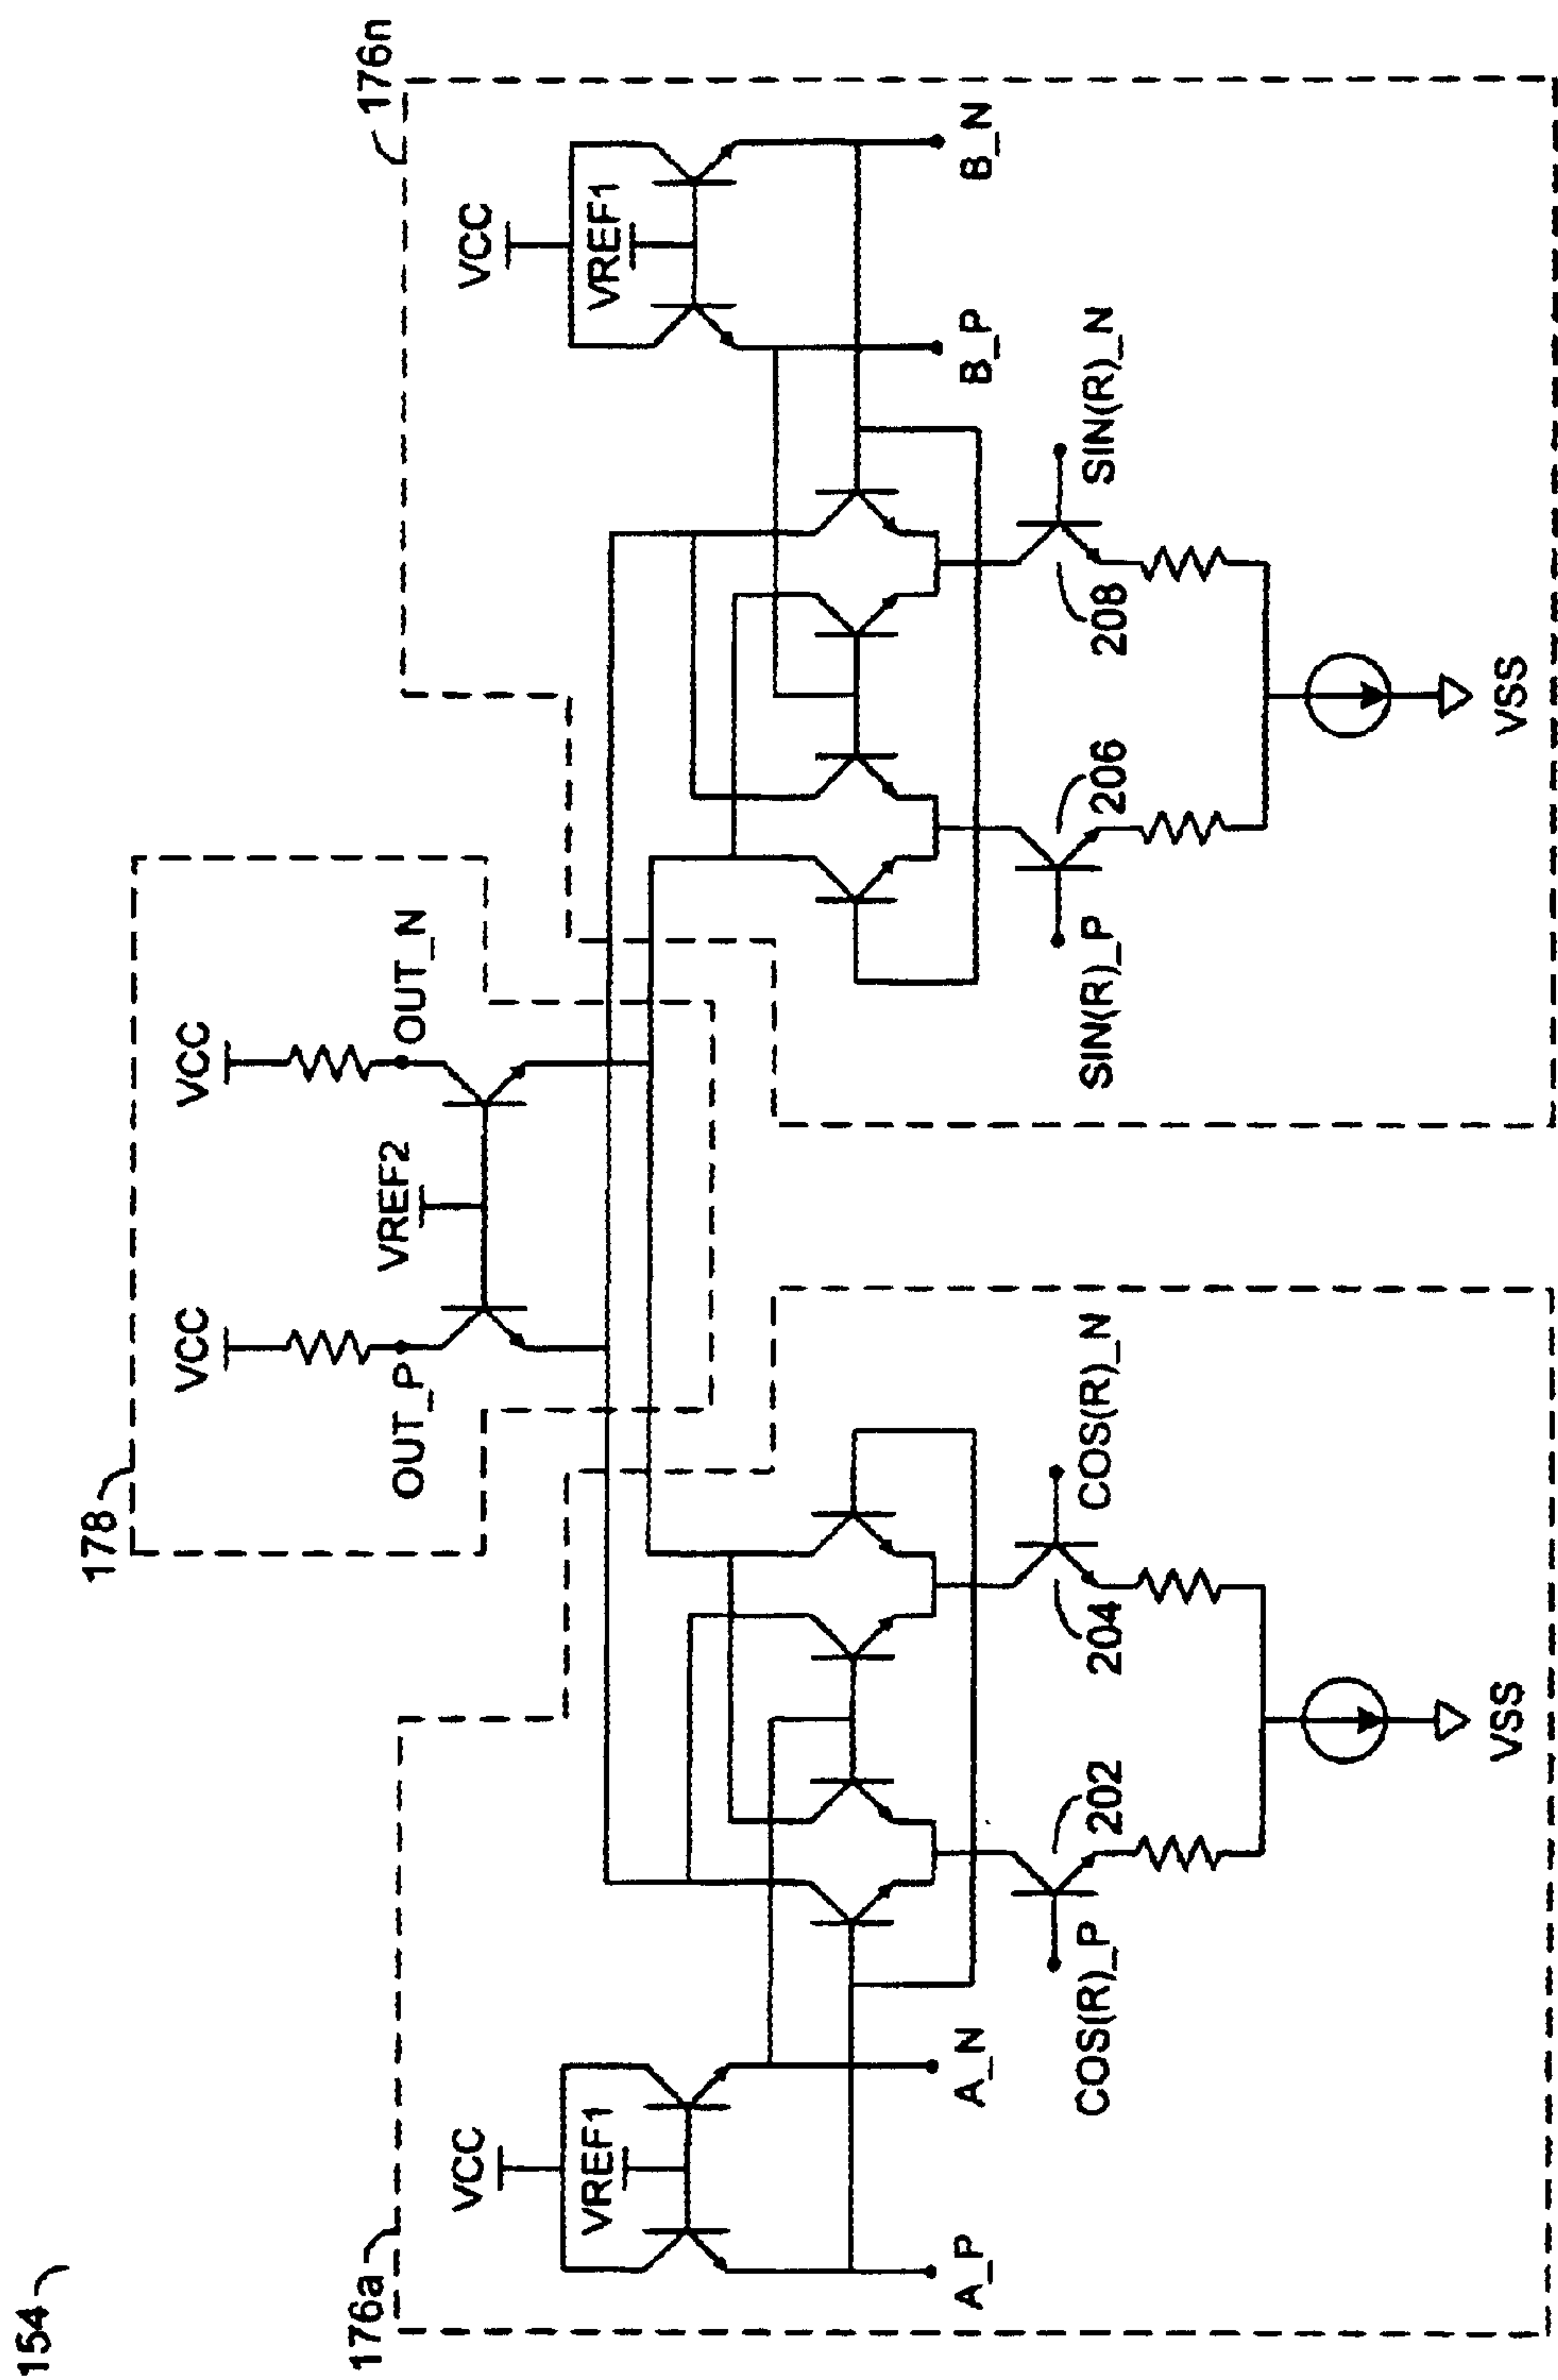 154
178
VCC
VCC
OUT_P
OUT_N
VREF2
176a
VCC
VREF1
A_P
A_N
COS(R)_P
202
204
COS(R)_N
VSS
176n
VCC
VREF1
B_P
B_N
SIN(R)_P
206
208
SIN(R)_N
VSS